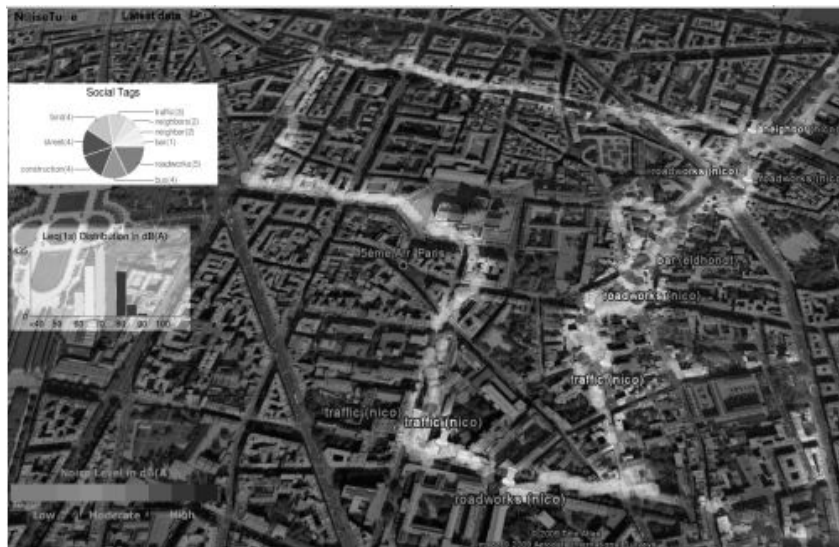 NoiseTube Latest data
Social Tags
traffic(3)
bird(4) neighbors(2)
neighbor(2)
street(4) bar(1)
construction(4) roadworks(5)
bus(4)
Leq(1s) Distribution in dB(A)
0
<40 50 60 70 80 90 100
neighbour
roadworks (nico)
roadworks (nico)
5ème Arr. Paris
bar (eldhondt)
roadworks (nico)
traffic (nico)
traffic (nico)
traffic (nico)
Noise Level in dB(A)
roadworks (nico)
Low Moderate High